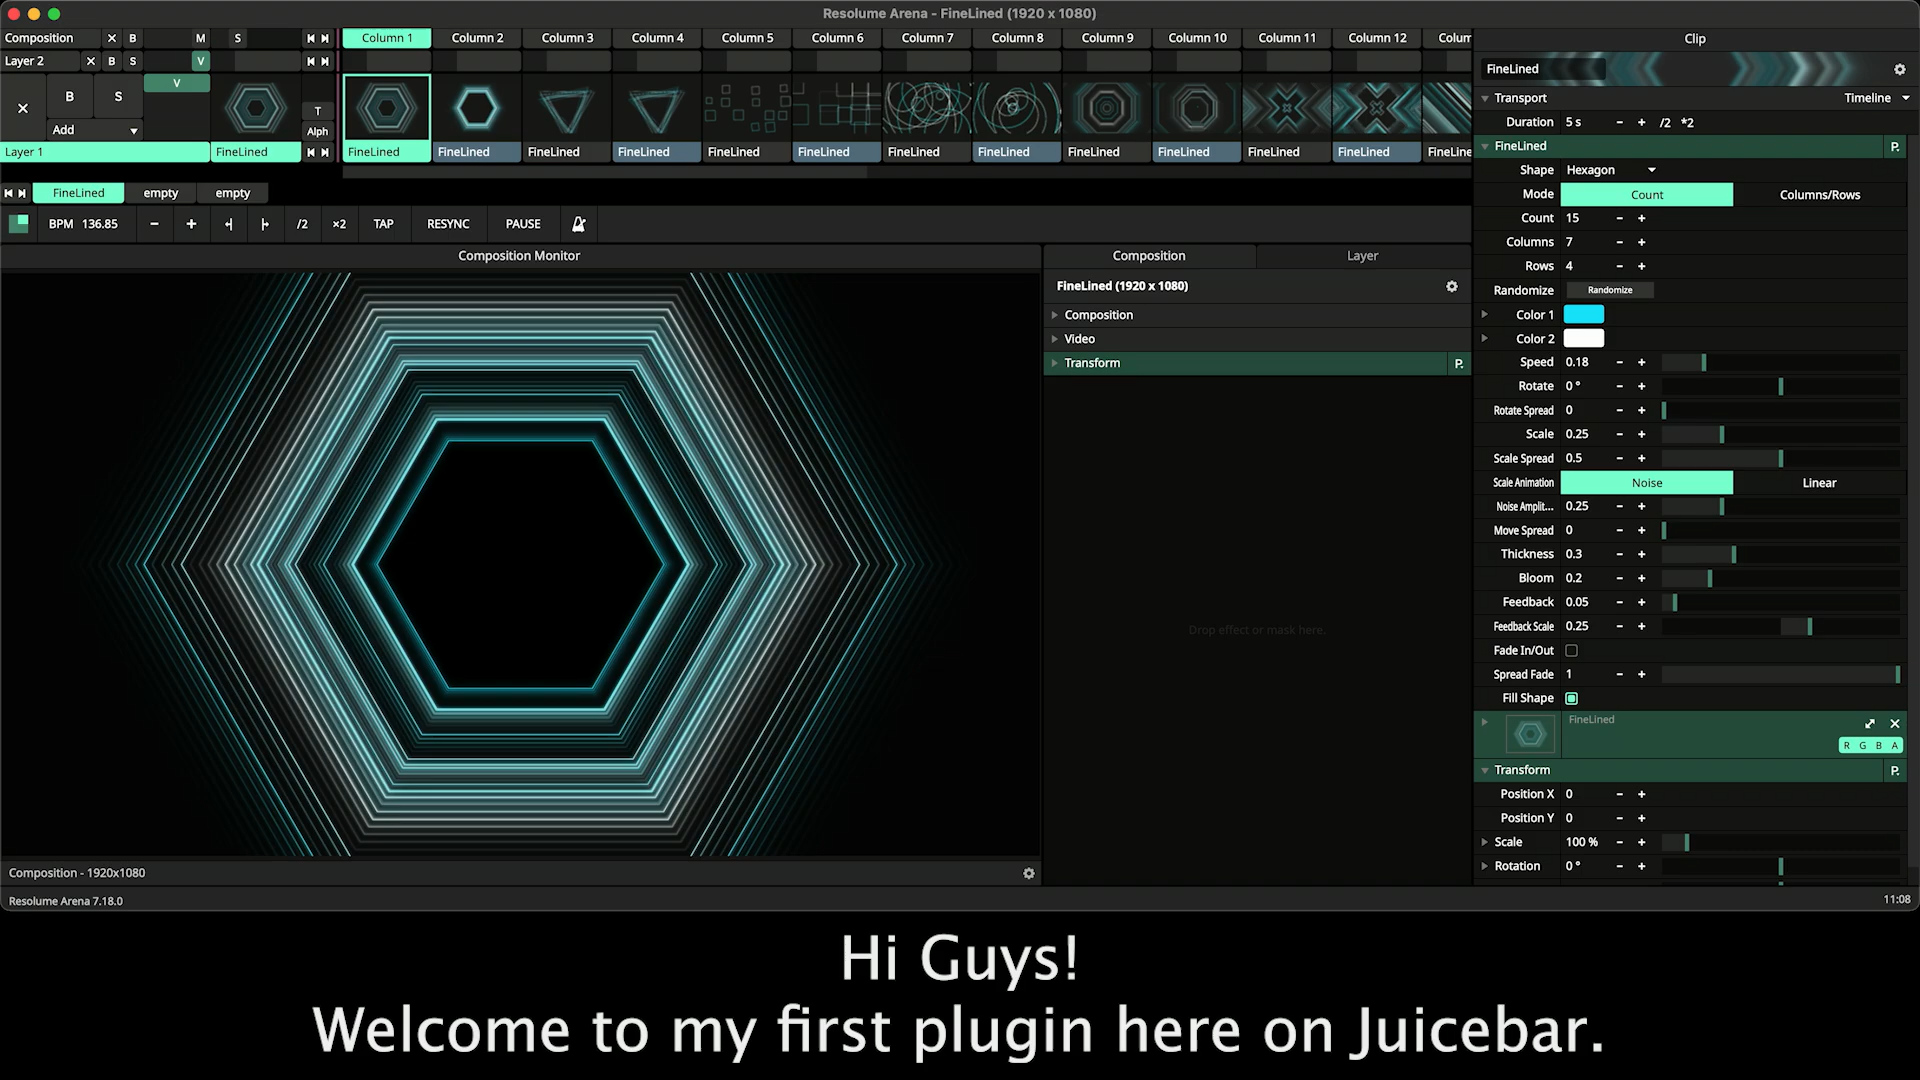 Resolume Arena - FineLined (1920 x 1080)
Composition X B M S Column 1 Column 2 Column 3 Column 4 Column 5 Column 6 Column 7 Column 8 Column 9 Column 10 Column 11 Column 12 Colum
Layer 2 X B S V
V
B S
T
Add Alph
Layer 1 FineLined FineLined FineLined FineLined FineLined FineLined FineLined FineLined FineLined FineLined FineLined FineLined FineLined FineLine
FineLined empty empty
BPM 136.85 - + /2 ×2 TAP RESYNC PAUSE
Composition Monitor
Composition Layer
FineLined (1920 x 1080)
Composition
Video
Transform P.
Drop effect or mask here.
Composition - 1920x1080
Resolume Arena 7.18.0
Clip
FineLined
Transport Timeline
Duration 5 s - + /2 *2
FineLined P.
Shape Hexagon
Mode Count Columns/Rows
Count 15 - +
Columns 7 - +
Rows 4 - +
Randomize Randomize
Color 1
Color 2
Speed 0.18 - +
Rotate 0 ° - +
Rotate Spread 0 - +
Scale 0.25 - +
Scale Spread 0.5 - +
Scale Animation Noise Linear
Noise Amplit... 0.25 - +
Move Spread 0 - +
Thickness 0.3 - +
Bloom 0.2 - +
Feedback 0.05 - +
Feedback Scale 0.25 - +
Fade In/Out
Spread Fade 1 - +
Fill Shape
FineLined
R G B A
Transform P.
Position X 0 - +
Position Y 0 - +
Scale 100 % - +
Rotation 0 ° - +
11:08
Hi Guys!
Welcome to my first plugin here on Juicebar.